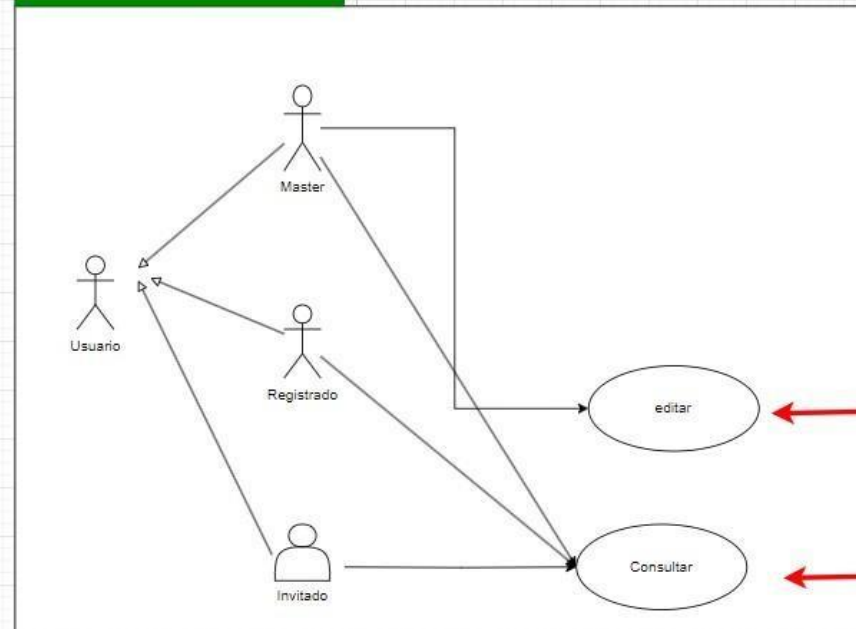 Master
Usuario
Registrado
editar
Consultar
Invitado